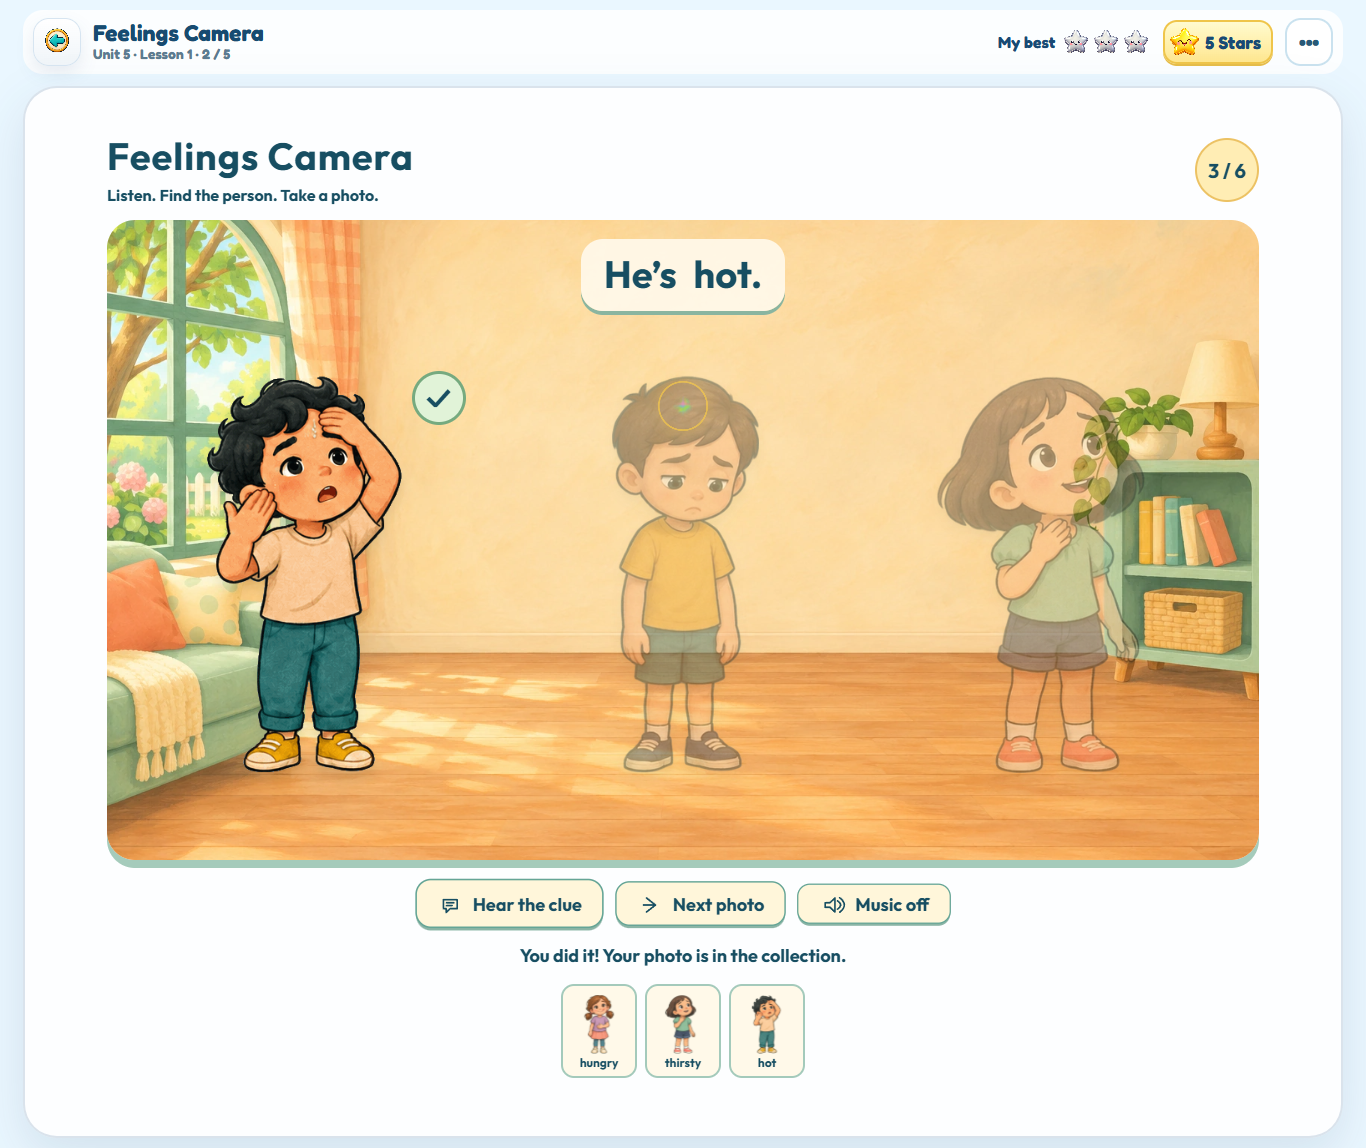 Feelings Camera
Unit 5 · Lesson 1 · 2 / 5
My best
5 Stars
Feelings Camera
3 / 6
Listen. Find the person. Take a photo.
He’s hot.
Hear the clue
Next photo
Music off
You did it! Your photo is in the collection.
hungry
thirsty
hot